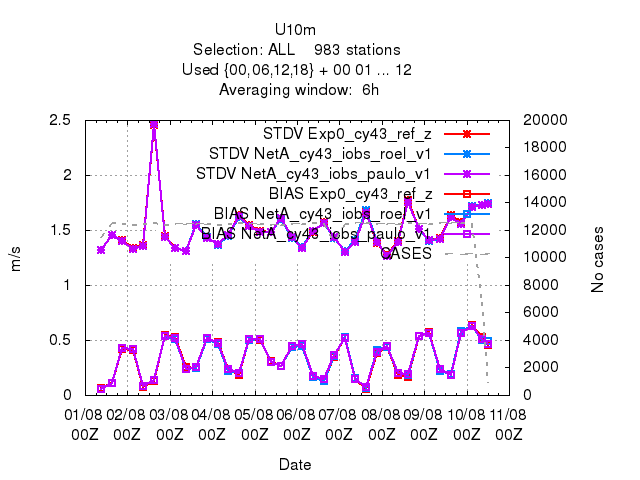 U10m
Selection: ALL    983 stations
Used {00,06,12,18} + 00 01 ... 12
Averaging window:  6h
2.5
2
1.5
1
0.5
0
20000
18000
16000
14000
12000
10000
8000
6000
4000
2000
0
m/s
No cases
STDV Exp0_cy43_ref_z
STDV NetA_cy43_iobs_roel_v1
STDV NetA_cy43_iobs_paulo_v1
BIAS Exp0_cy43_ref_z
BIAS NetA_cy43_iobs_roel_v1
BIAS NetA_cy43_iobs_paulo_v1
CASES
01/08 02/08 03/08 04/08 05/08 06/08 07/08 08/08 09/08 10/08 11/08
00Z 00Z 00Z 00Z 00Z 00Z 00Z 00Z 00Z 00Z 00Z
Date